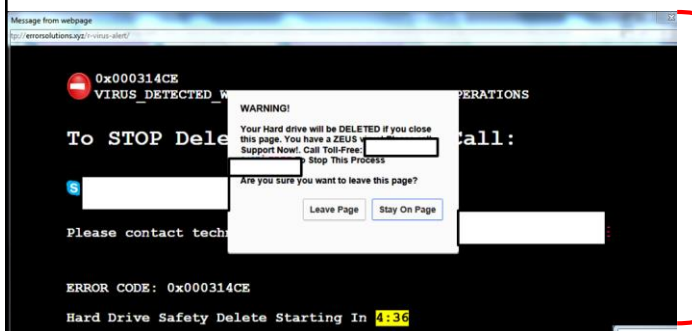 Message from webpage
tp://errorsolutions.xyz/r-virus-alert/
0x000314CE
VIRUS_DETECTED_W
PERATIONS
WARNING!
Your Hard drive will be DELETED if you close
this page. You have a ZEUS
Support Now!. Call Toll-Free:
To Stop This Process
Are you sure you want to leave this page?
Leave Page Stay On Page
To STOP Dele
all:
S
Please contact tech
ERROR CODE: 0x000314CE
Hard Drive Safety Delete Starting In 4:36